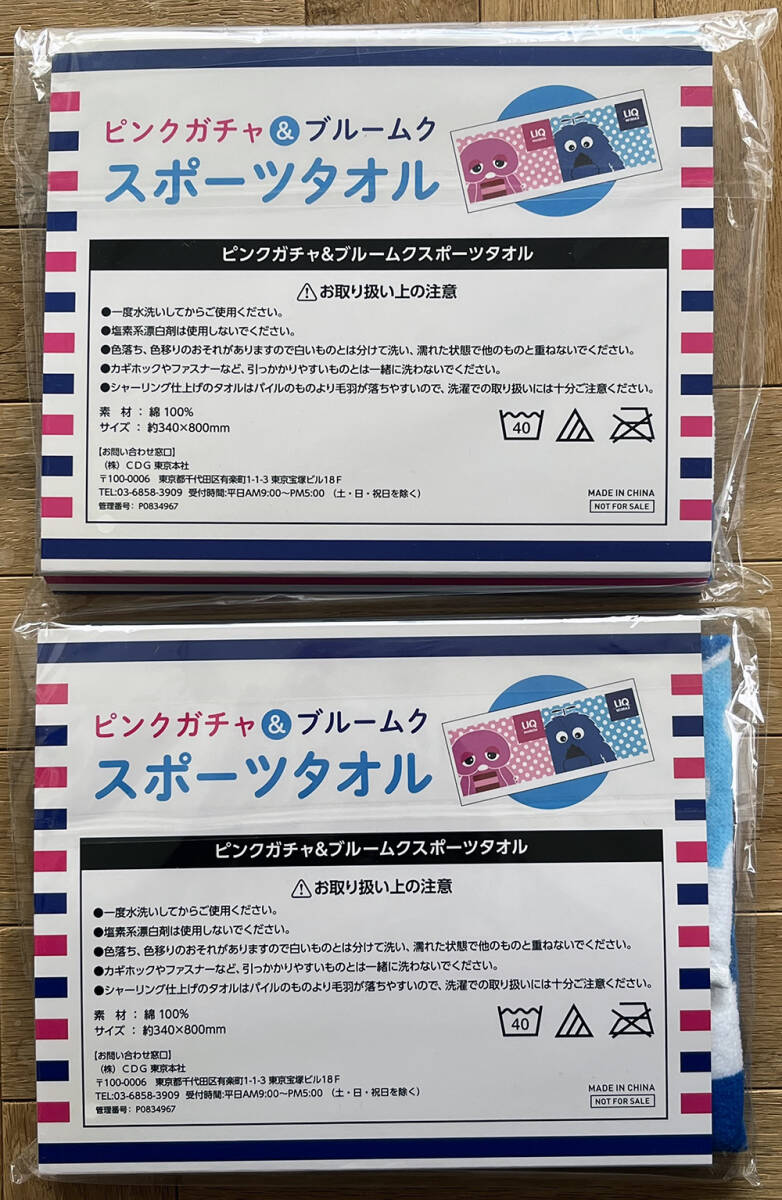 ピンクガチャ&ブルームク
スポーツタオル
UQ
UQ
ピンクガチャ&ブルームクスポーツタオル
お取り扱い上の注意
●一度水洗いしてからご使用ください。
●塩素系漂白剤は使用しないでください。
●色落ち、色移りのおそれがありますので白いものとは分けて洗い、濡れた状態で他のものと重ねないでください。
●カギホックやファスナーなど、引っかかりやすいものとは一緒に洗わないでください。
●シャーリング仕上げのタオルはパイルのものより毛羽が落ちやすいので、洗濯での取り扱いには十分ご注意ください。
素 材 : 綿 100%
サイズ : 約340×800mm
40
【お問い合わせ窓口】
(株) CDG 東京本社
〒100-0006 東京都千代田区有楽町1-1-3 東京宝塚ビル18F
TEL:03-6858-3909 受付時間:平日AM9:00〜PM5:00 (土・日・祝日を除く)
管理番号: P0834967
MADE IN CHINA
NOT FOR SALE
ピンクガチャ&ブルームク
スポーツタオル
UQ
UQ
ピンクガチャ&ブルームクスポーツタオル
お取り扱い上の注意
●一度水洗いしてからご使用ください。
●塩素系漂白剤は使用しないでください。
●色落ち、色移りのおそれがありますので白いものとは分けて洗い、濡れた状態で他のものと重ねないでください。
●カギホックやファスナーなど、引っかかりやすいものとは一緒に洗わないでください。
●シャーリング仕上げのタオルはパイルのものより毛羽が落ちやすいので、洗濯での取り扱いには十分ご注意ください。
素 材 : 綿 100%
サイズ : 約340×800mm
40
【お問い合わせ窓口】
(株) CDG 東京本社
〒100-0006 東京都千代田区有楽町1-1-3 東京宝塚ビル18F
TEL:03-6858-3909 受付時間:平日AM9:00〜PM5:00 (土・日・祝日を除く)
管理番号: P0834967
MADE IN CHINA
NOT FOR SALE